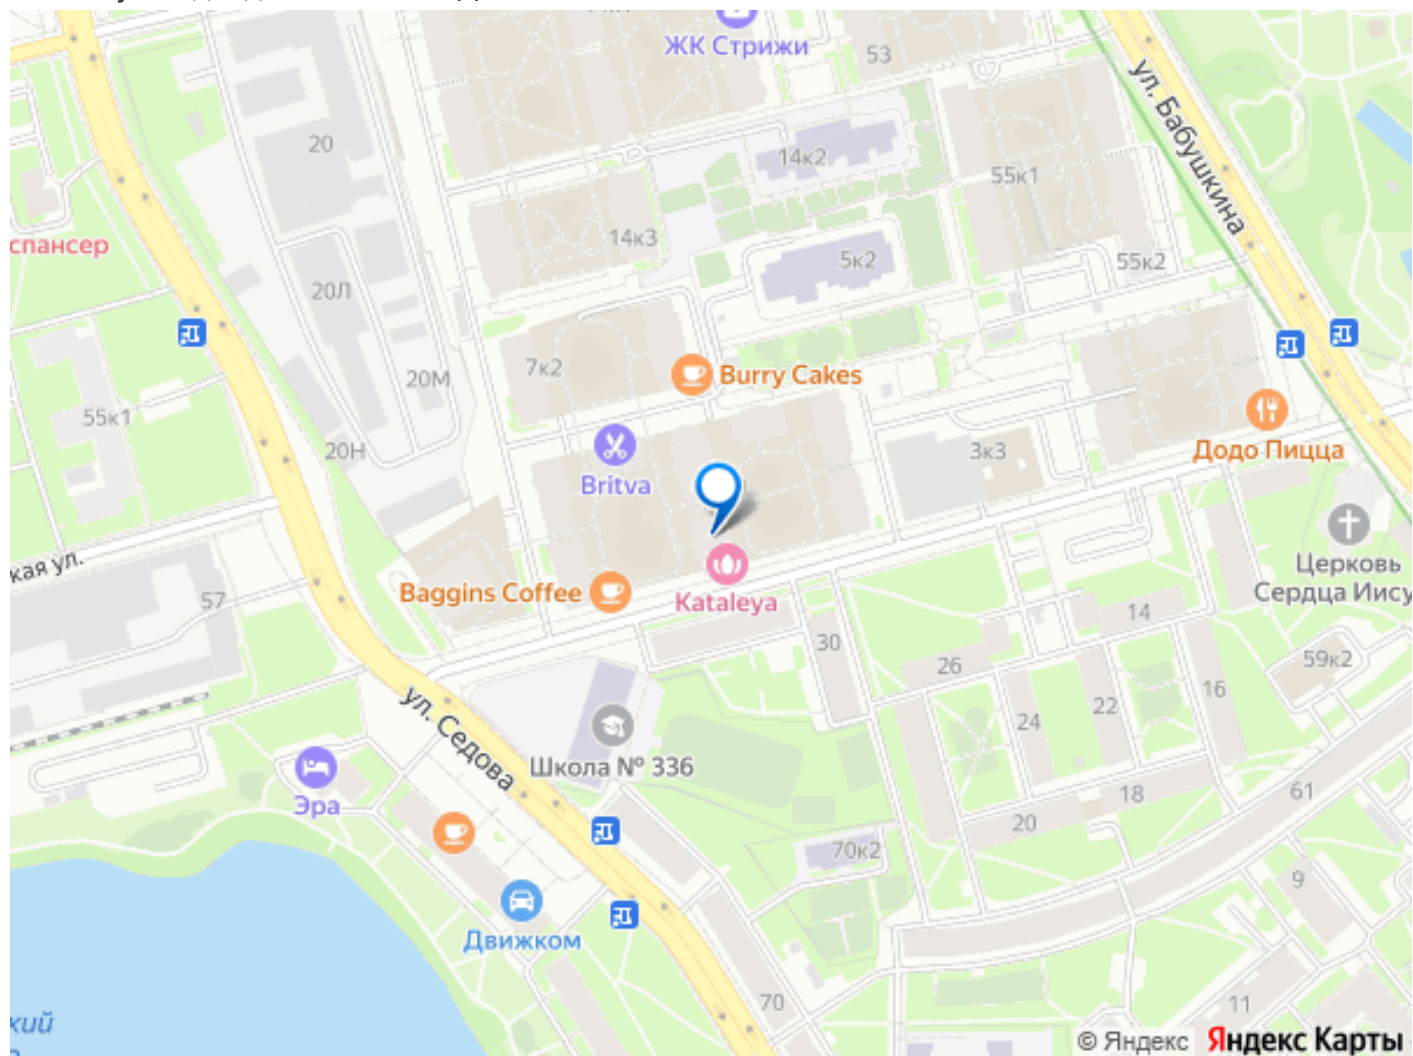 ЖК Стрижи
53
ул. Бабушкина
20
14к2
55к1
14к3
спансер
5к2
55к2
20Л
7к2
20М
Burry Cakes
55к1
20Н
Britva
3к3
Додо Пицца
кая ул.
57
Baggins Coffee
Kataleya
Церковь
Сердца Иису
14
30
26
59к2
16
22
24
ул. Седова
Школа № 336
Эра
61
18
20
70к2
9
Движком
70
11
кий
© Яндекс Яндекс Карты